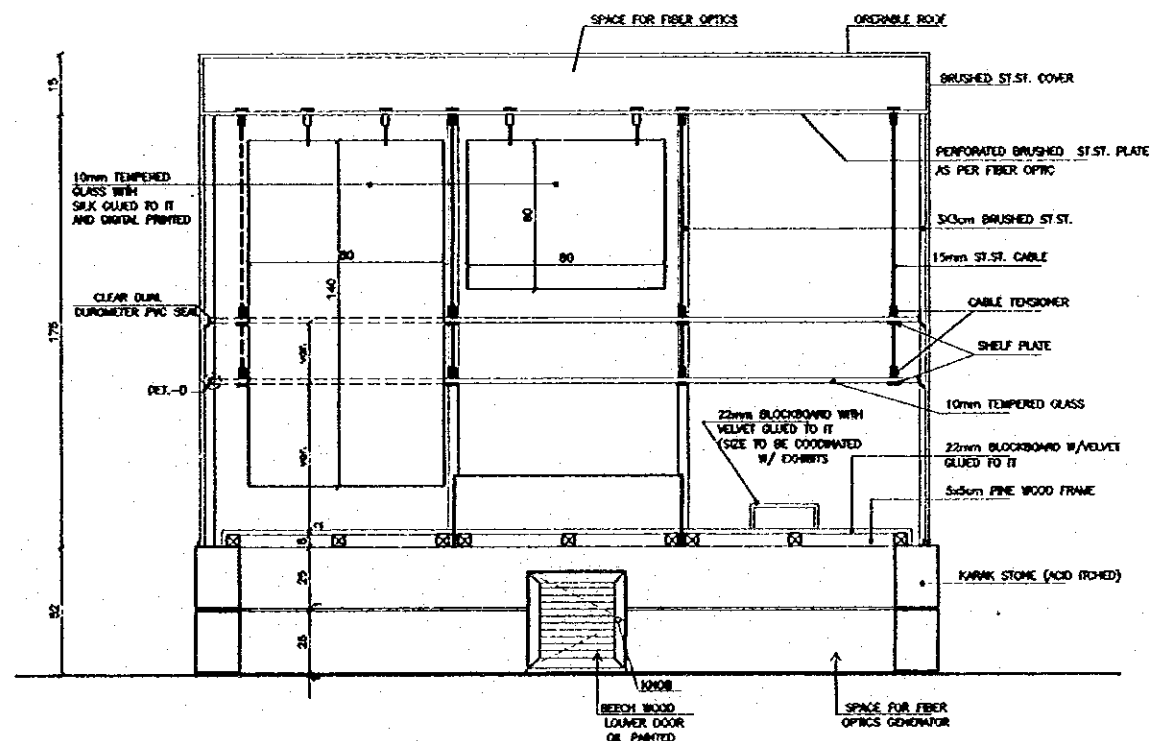 SPACE FOR FIBER OPTICS
ORERABLE ROOF
BRUSHED ST.ST. COVER
15
PERFORATED BRUSHED ST.ST. PLATE
AS PER FIBER OPTIC
10mm TEMPERED
GLASS WITH
SILK GLUED TO IT
AND DIGITAL PRINTED
80
3X3cm BRUSHED ST.ST.
80
80
15mm ST.ST. CABLE
140
CLEAR DUAL
DUROMETER PVC SEAL
CABLE TENSIONER
175
var.
SHELF PLATE
DET.-D
10mm TEMPERED GLASS
22mm BLOCKBOARD WITH
VELVET GLUED TO IT
(SIZE TO BE COODINATED
W/ EXHIBITS
var.
22mm BLOCKBOARD W/VELVET
GLUED TO IT
5x5cm PINE WOOD FRAME
2
5
25
KARAK STONE (ACID ITCHED)
52
1
25
KNOB
BEECH WOOD
LOUVER DOOR
OIL PAINTED
SPACE FOR FIBER
OPTICS GENERATOR